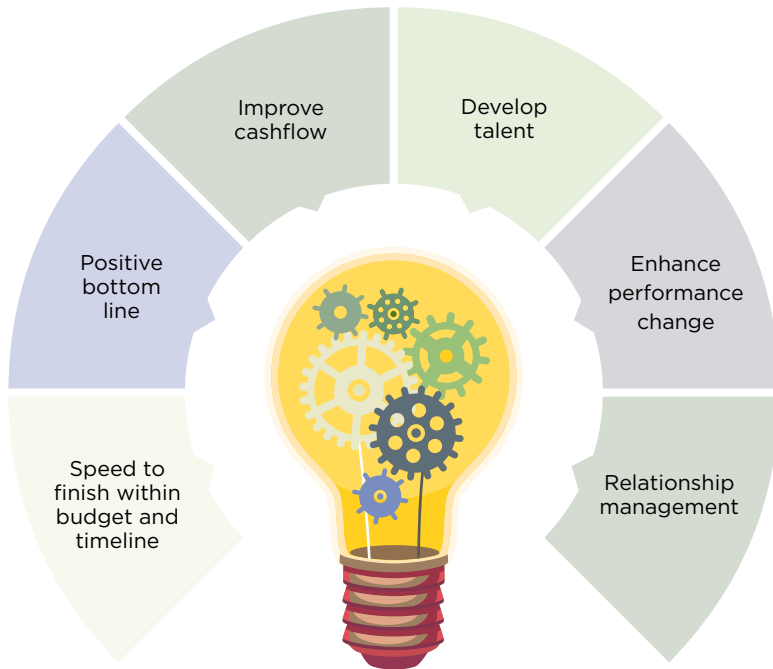 Speed to
finish within
budget and
timeline
Positive
bottom
line
Improve
cashflow
Develop
talent
Enhance
performance
change
Relationship
management